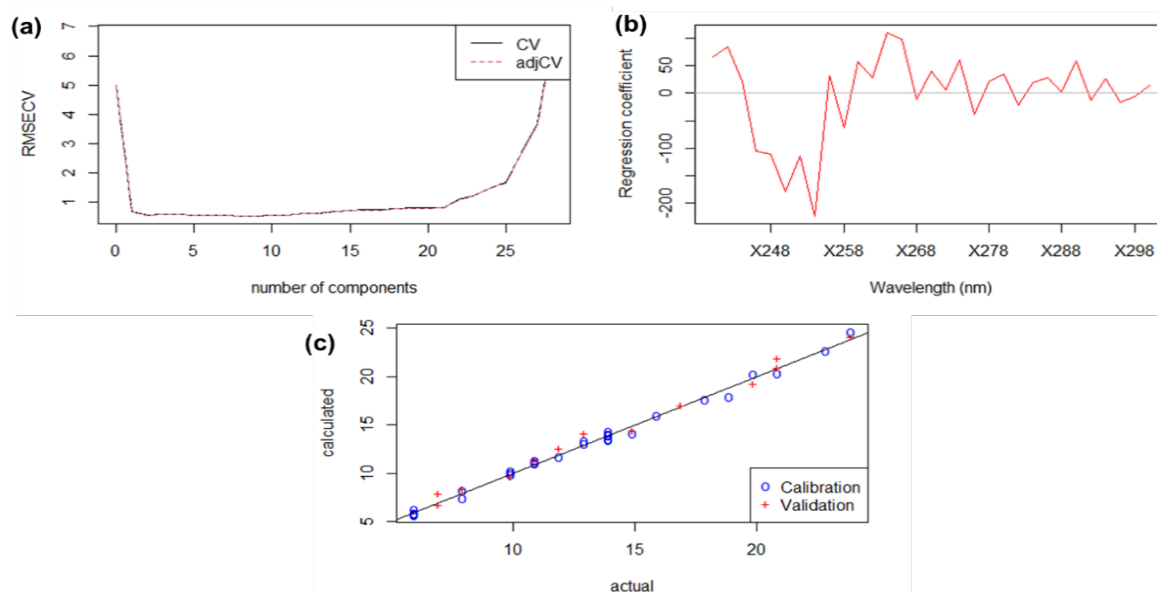 (a)
7
6
5
4
3
2
1
RMSECV
CV
adjCV
0 5 10 15 20 25
number of components
(b)
50
0
-100
-200
Regression coefficient
X248 X258 X268 X278 X288 X298
Wavelength (nm)
(c)
25
20
15
10
5
calculated
Calibration
Validation
10 15 20
actual